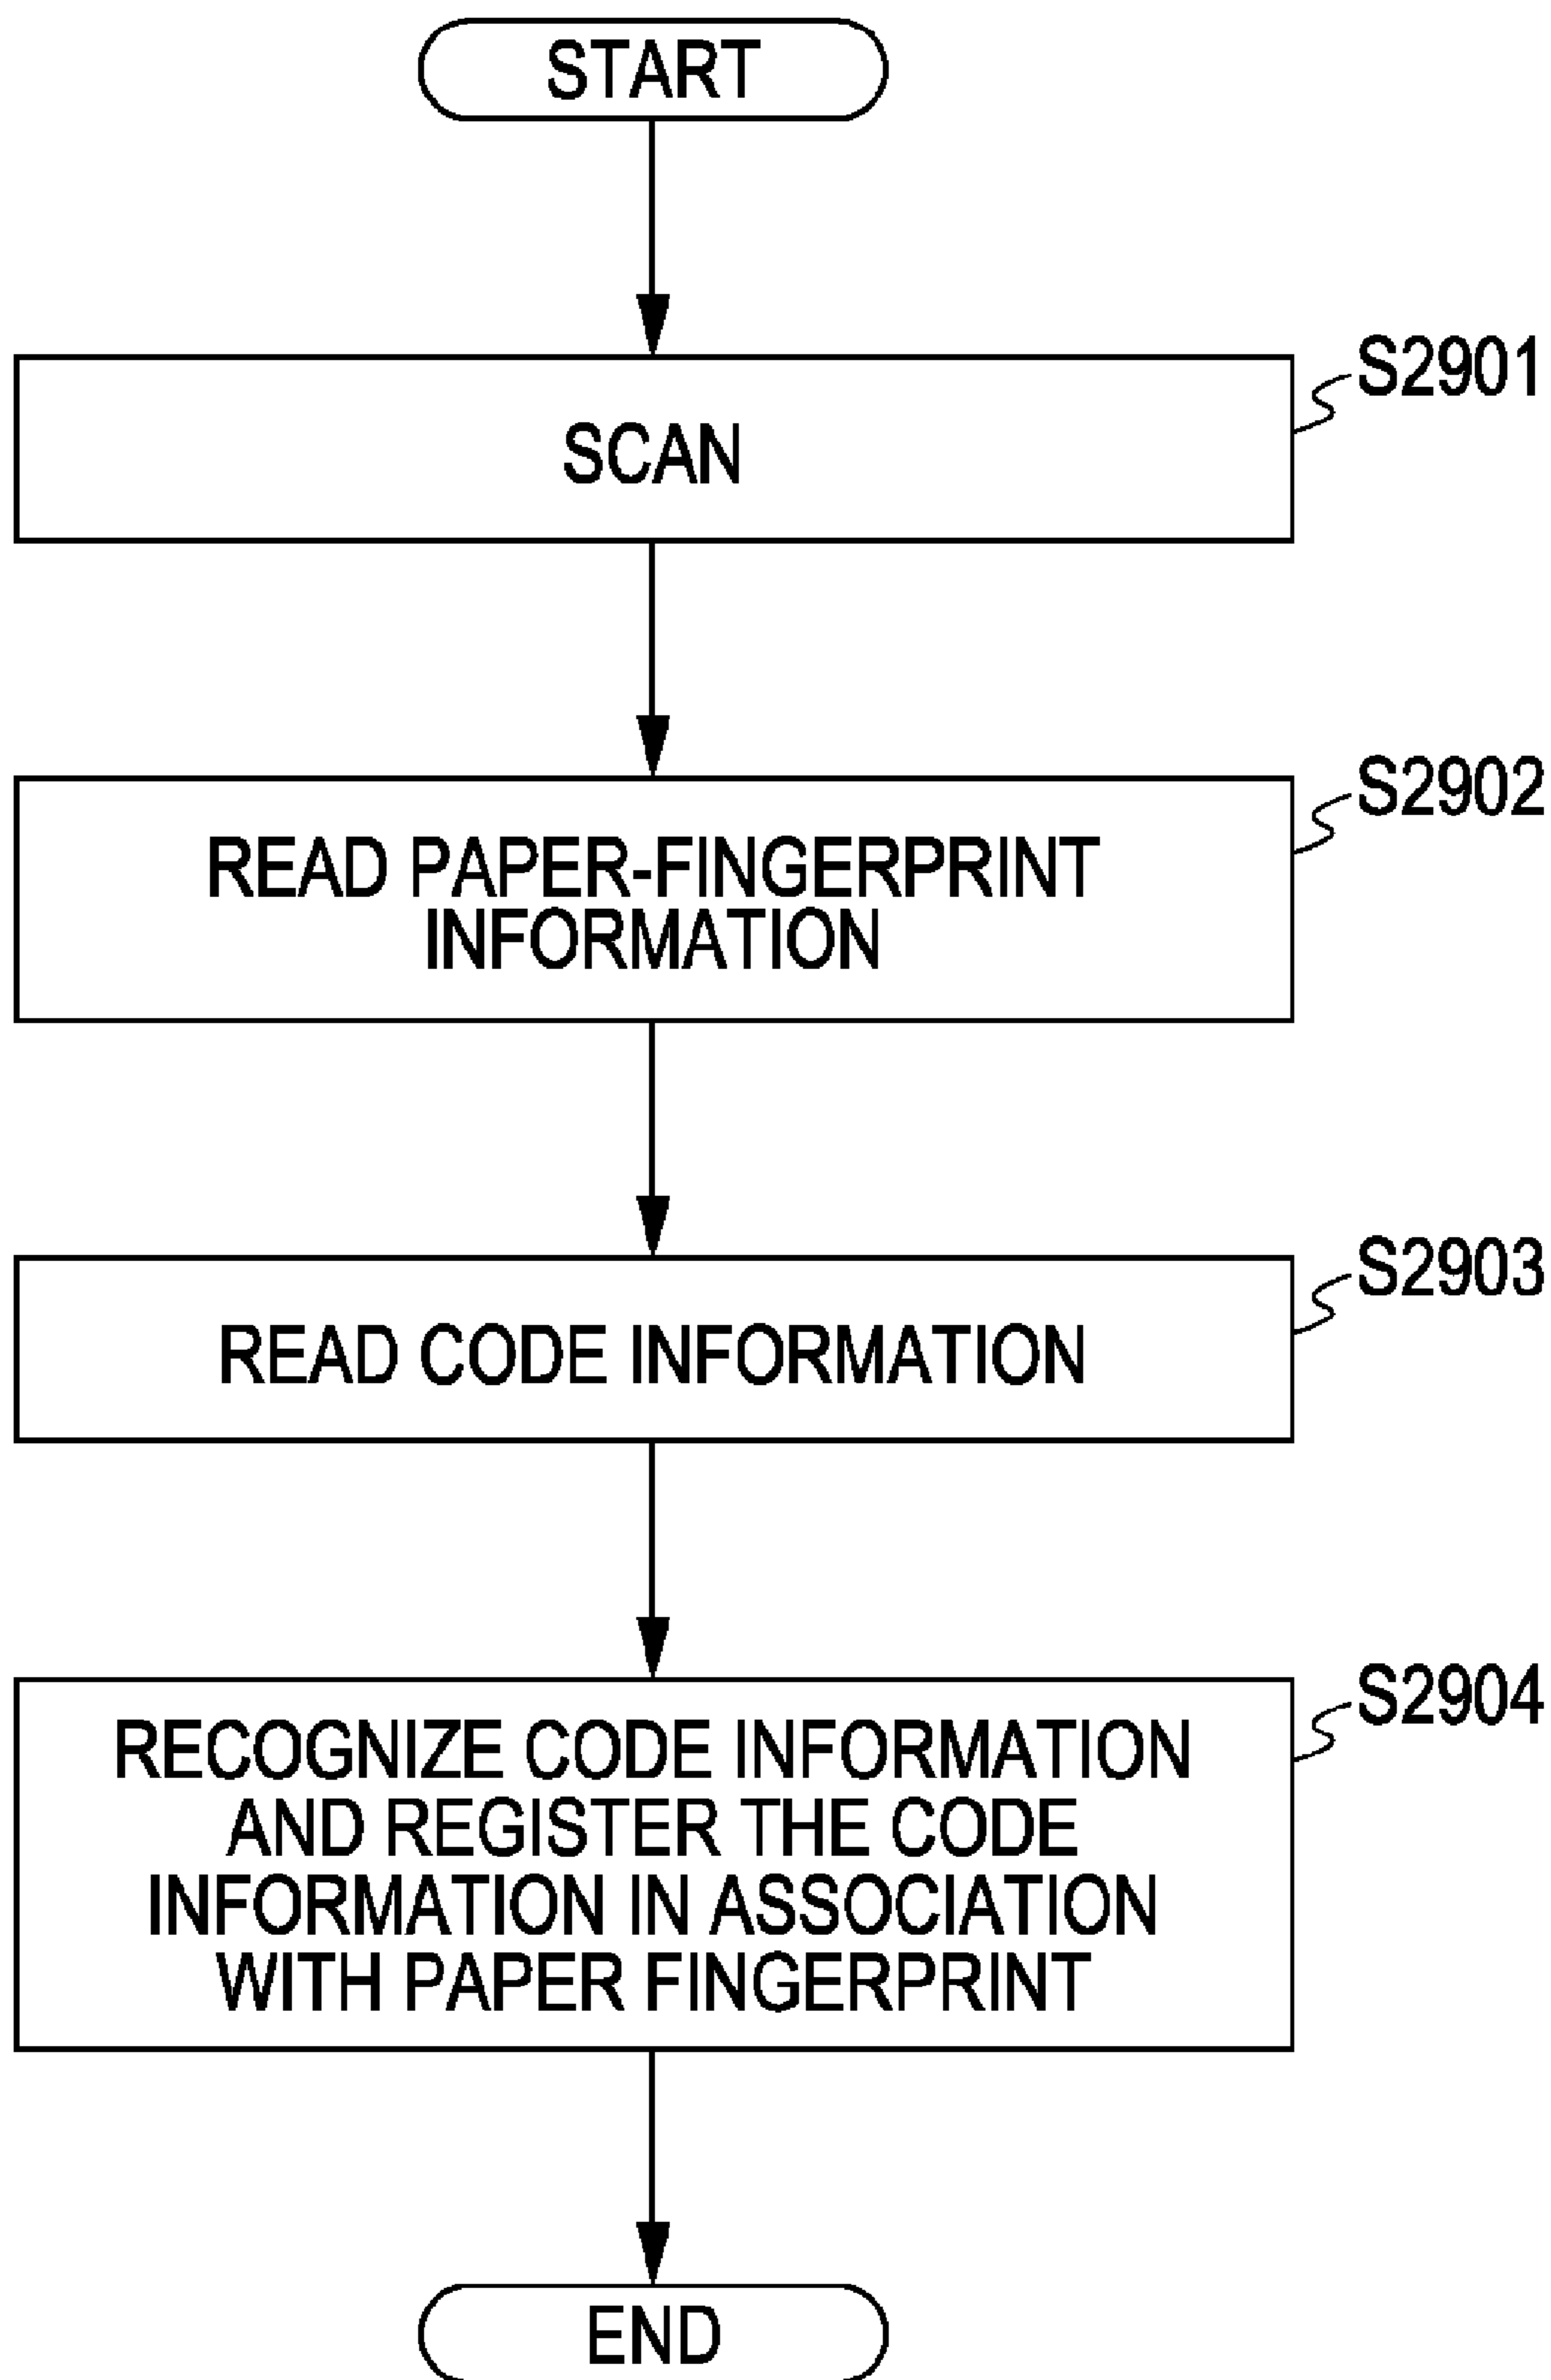 START
S2901
SCAN
S2902
READ PAPER-FINGERPRINT
INFORMATION
S2903
READ CODE INFORMATION
S2904
RECOGNIZE CODE INFORMATION
AND REGISTER THE CODE
INFORMATION IN ASSOCIATION
WITH PAPER FINGERPRINT
END